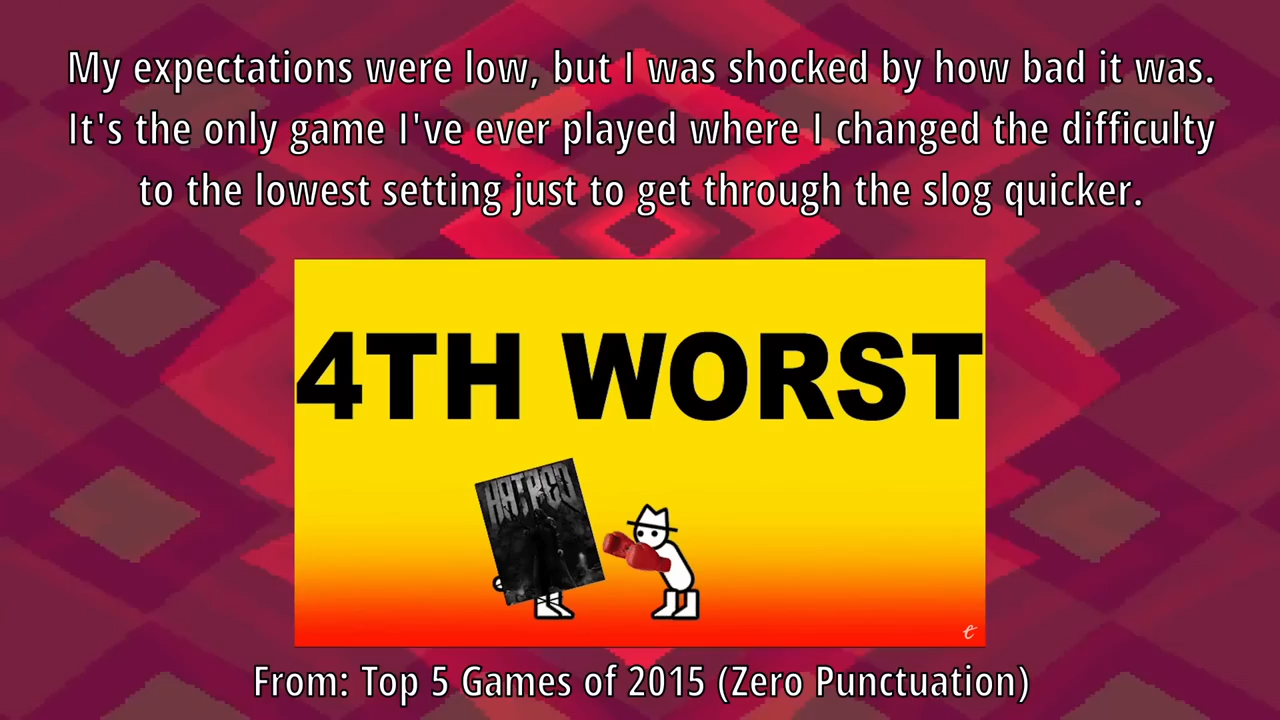 My expectations were low, but I was shocked by how bad it was.
It's the only game I've ever played where I changed the difficulty
to the lowest setting just to get through the slog quicker.
4TH WORST
HATRED
e
From: Top 5 Games of 2015 (Zero Punctuation)